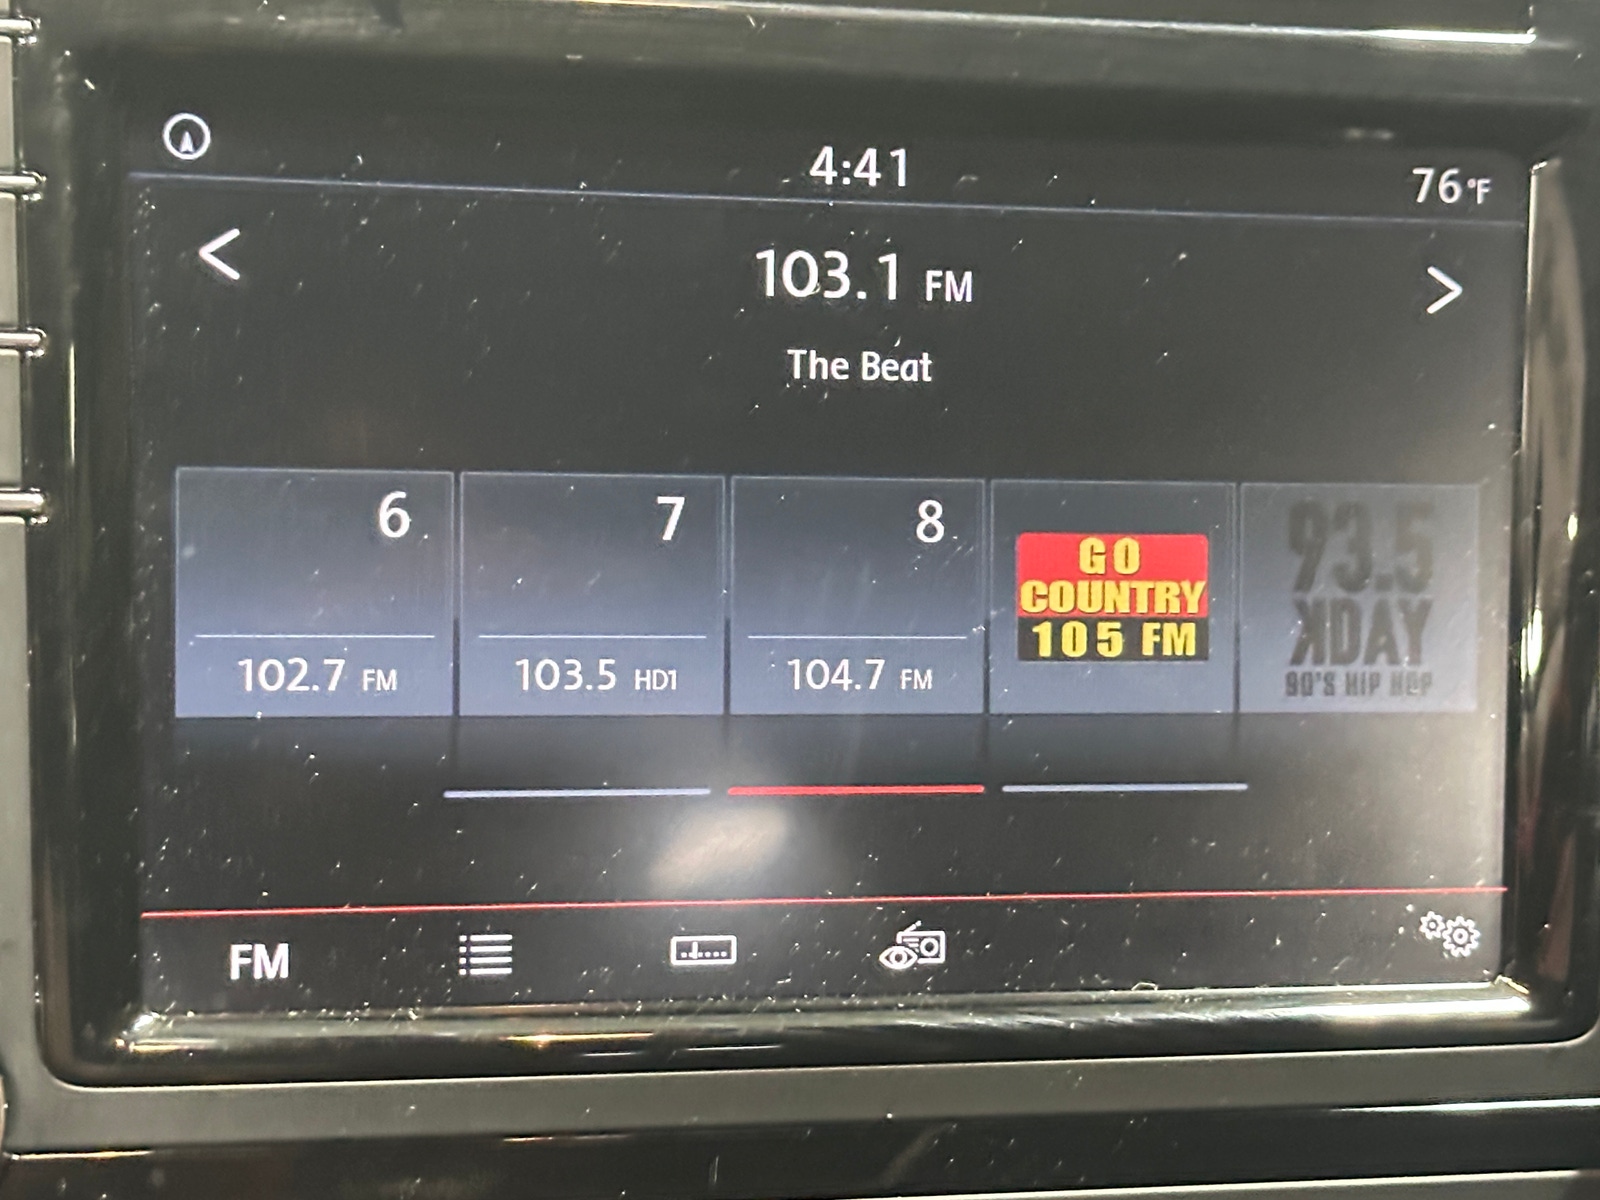 4:41
76°F
<
103.1 FM
>
The Beat
6
102.7 FM
7
103.5 HD1
8
104.7 FM
GO
COUNTRY
105 FM
93.5
KDAY
90'S HIP HOP
FM